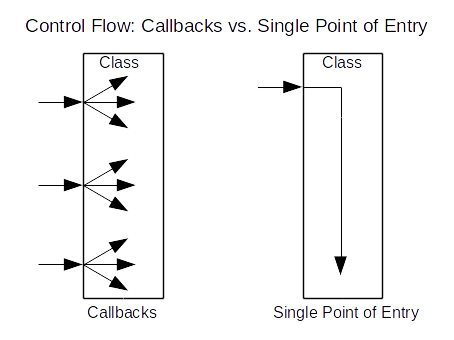 Control Flow: Callbacks vs. Single Point of Entry
Class
Class
Callbacks
Single Point of Entry